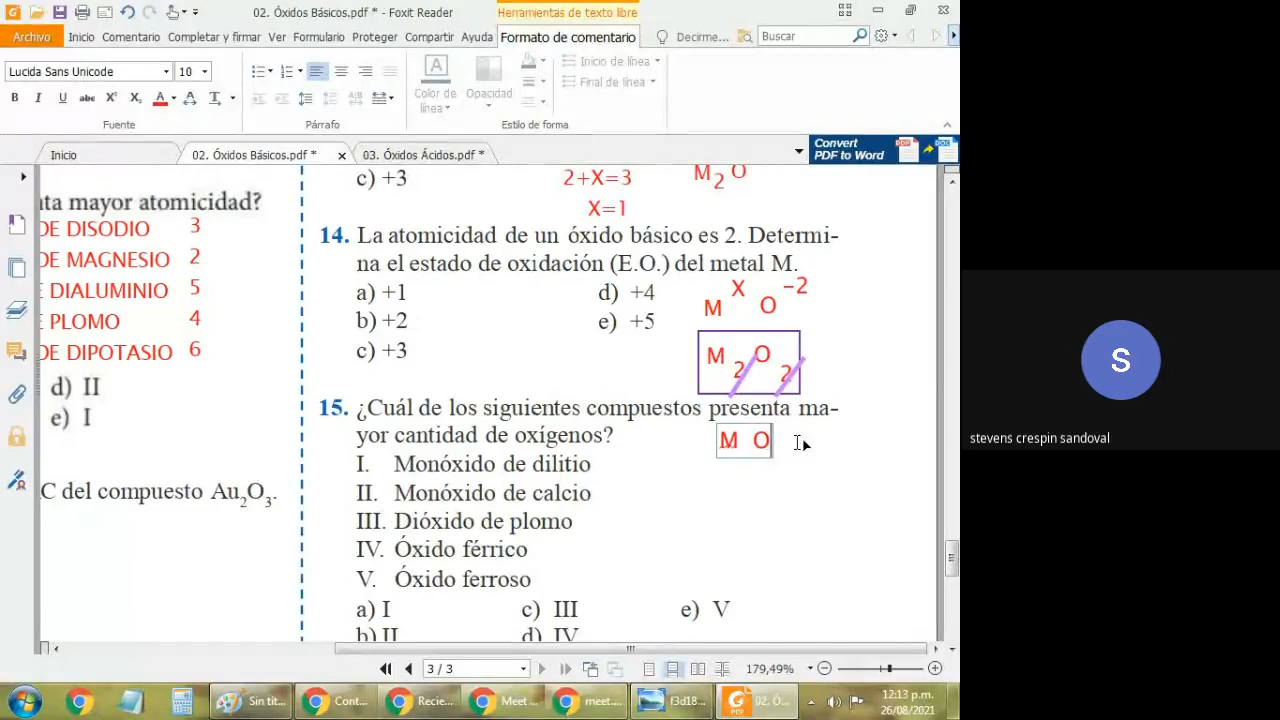 02. Óxidos Básicos.pdf * - Foxit Reader
Herramientas de texto libre
Archivo
Inicio
Comentario
Completar y firmar
Ver
Formulario
Proteger
Compartir
Ayuda
Formato de comentario
Decirme...
Buscar
Lucida Sans Unicode
10
Fuente
Párrafo
Color de línea
Opacidad
Inicio de línea
Final de línea
Estilo de forma
Inicio
02. Óxidos Básicos.pdf *
03. Óxidos Ácidos.pdf *
Convert
PDF to Word
nta mayor atomicidad?
DE DISODIO 3
DE MAGNESIO 2
DE DIALUMINIO 5
E PLOMO 4
DE DIPOTASIO 6
d) II
e) I
C del compuesto Au2O3.
c) +3
2+X=3
X=1
M2O
14. La atomicidad de un óxido básico es 2. Determi-
na el estado de oxidación (E.O.) del metal M.
a) +1
d) +4
b) +2
e) +5
c) +3
M X O −2
M 2 O 2
15. ¿Cuál de los siguientes compuestos presenta ma-
yor cantidad de oxígenos?
M O
I. Monóxido de dilitio
II. Monóxido de calcio
III. Dióxido de plomo
IV. Óxido férrico
V. Óxido ferroso
a) I
c) III
e) V
b) II
d) IV
3 / 3
179,49%
S
stevens crespin sandoval
Sin tít...
Cont...
Recie...
Meet ...
meet....
f3d18...
02. Ó...
12:13 p.m.
26/08/2021